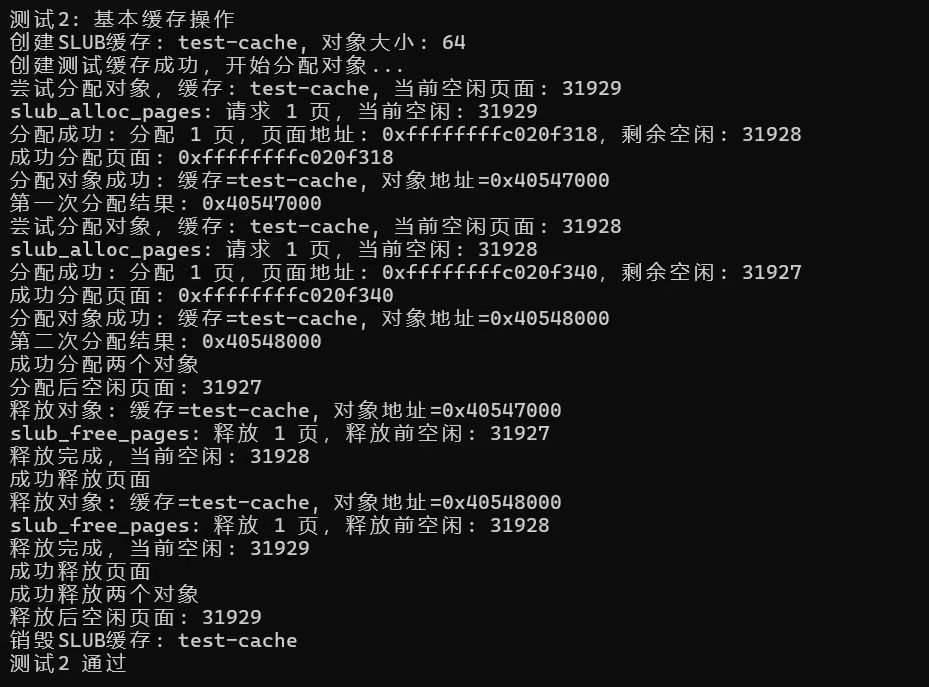 测试2: 基本缓存操作
创建SLUB缓存: test-cache, 对象大小: 64
创建测试缓存成功, 开始分配对象...
尝试分配对象, 缓存: test-cache, 当前空闲页面: 31929
slub_alloc_pages: 请求 1 页, 当前空闲: 31929
分配成功: 分配 1 页, 页面地址: 0xffffffffc020f318, 剩余空闲: 31928
成功分配页面: 0xffffffffc020f318
分配对象成功: 缓存=test-cache, 对象地址=0x40547000
第一次分配结果: 0x40547000
尝试分配对象, 缓存: test-cache, 当前空闲页面: 31928
slub_alloc_pages: 请求 1 页, 当前空闲: 31928
分配成功: 分配 1 页, 页面地址: 0xffffffffc020f340, 剩余空闲: 31927
成功分配页面: 0xffffffffc020f340
分配对象成功: 缓存=test-cache, 对象地址=0x40548000
第二次分配结果: 0x40548000
成功分配两个对象
分配后空闲页面: 31927
释放对象: 缓存=test-cache, 对象地址=0x40547000
slub_free_pages: 释放 1 页, 释放前空闲: 31927
释放完成, 当前空闲: 31928
成功释放页面
释放对象: 缓存=test-cache, 对象地址=0x40548000
slub_free_pages: 释放 1 页, 释放前空闲: 31928
释放完成, 当前空闲: 31929
成功释放页面
成功释放两个对象
释放后空闲页面: 31929
销毁SLUB缓存: test-cache
测试2 通过